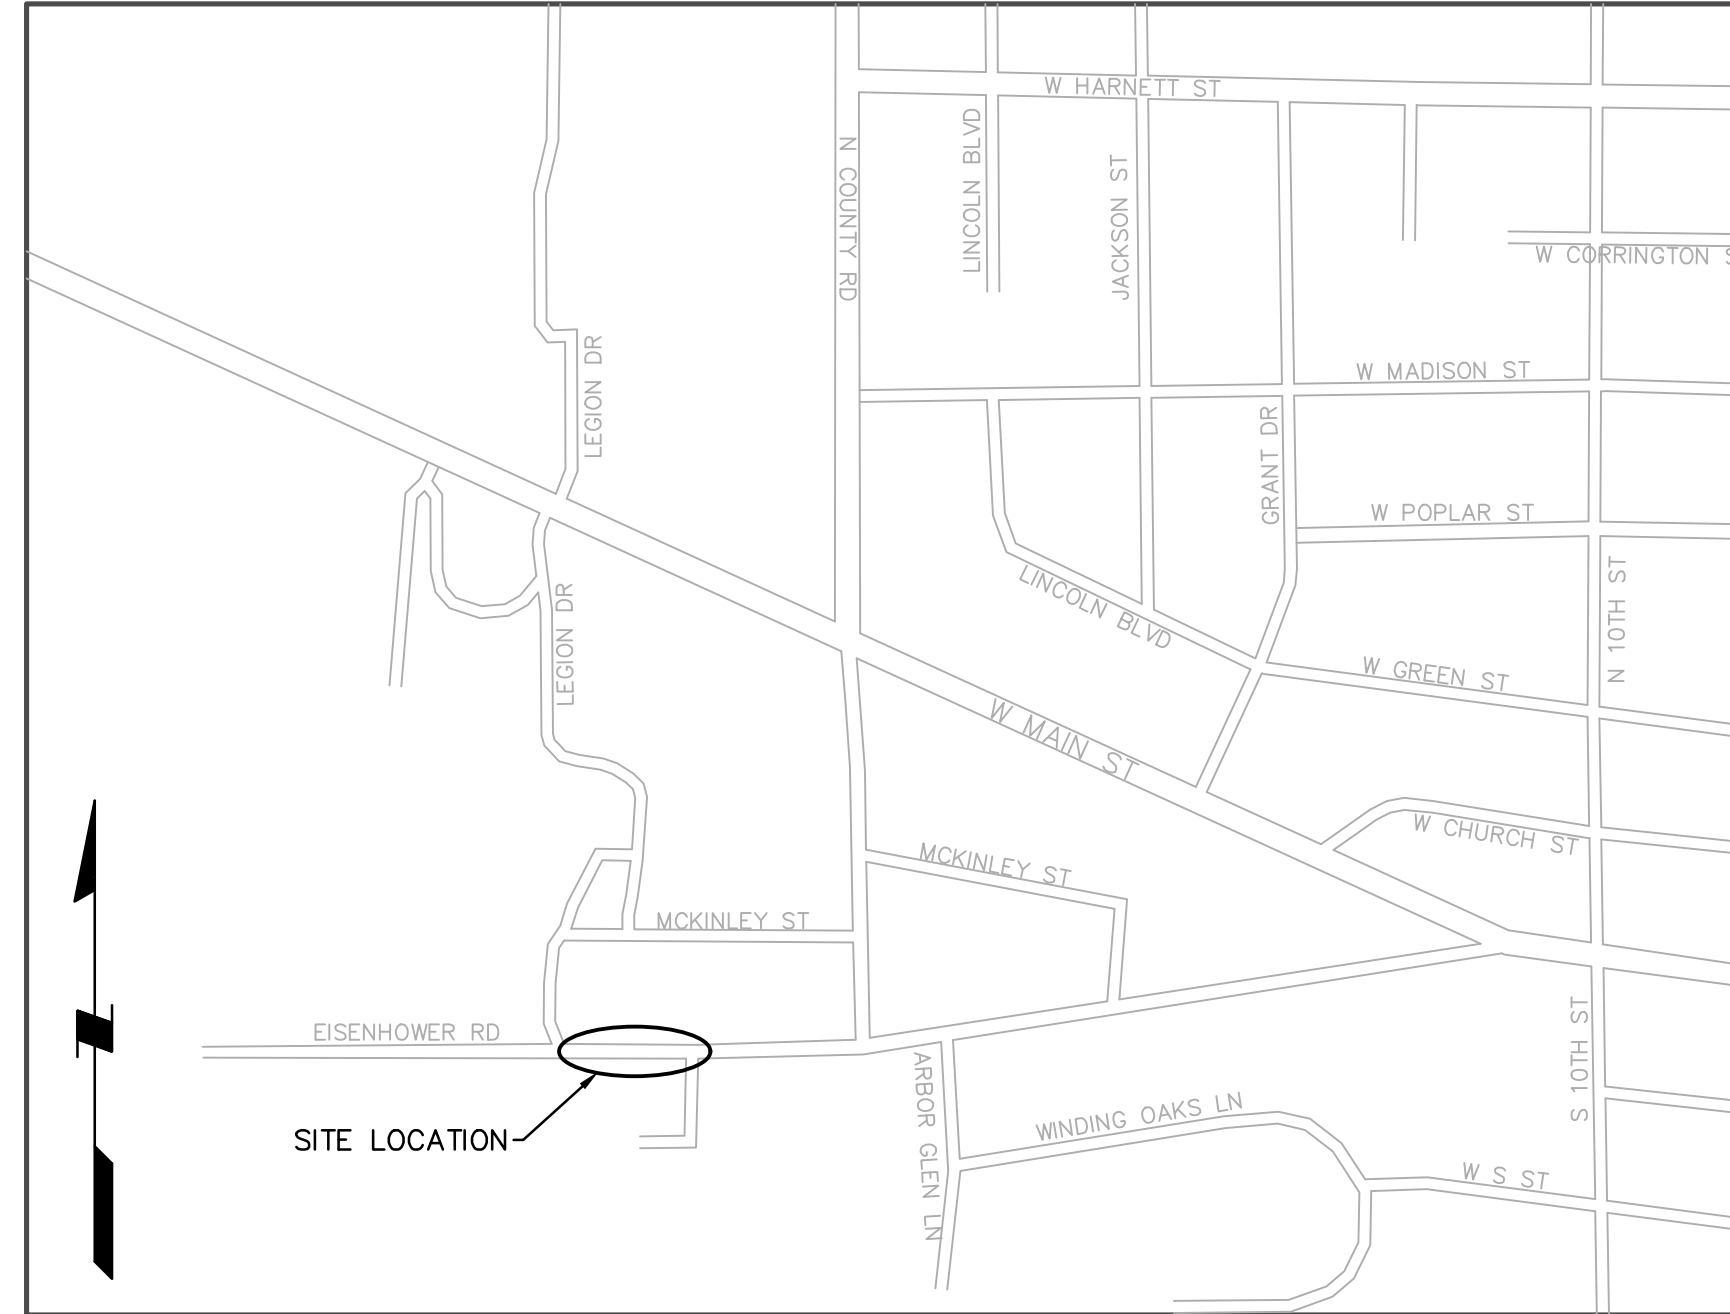 W HARNETT ST
N COUNTY RD
LINCOLN BLVD
JACKSON ST
W CORRINGTON S
LEGION DR
W MADISON ST
GRANT DR
W POPLAR ST
LINCOLN BLVD
N 10TH ST
LEGION DR
W GREEN ST
W MAIN ST
W CHURCH ST
MCKINLEY ST
MCKINLEY ST
N
EISENHOWER RD
S 10TH ST
ARBOR GLEN LN
WINDING OAKS LN
SITE LOCATION
W S ST